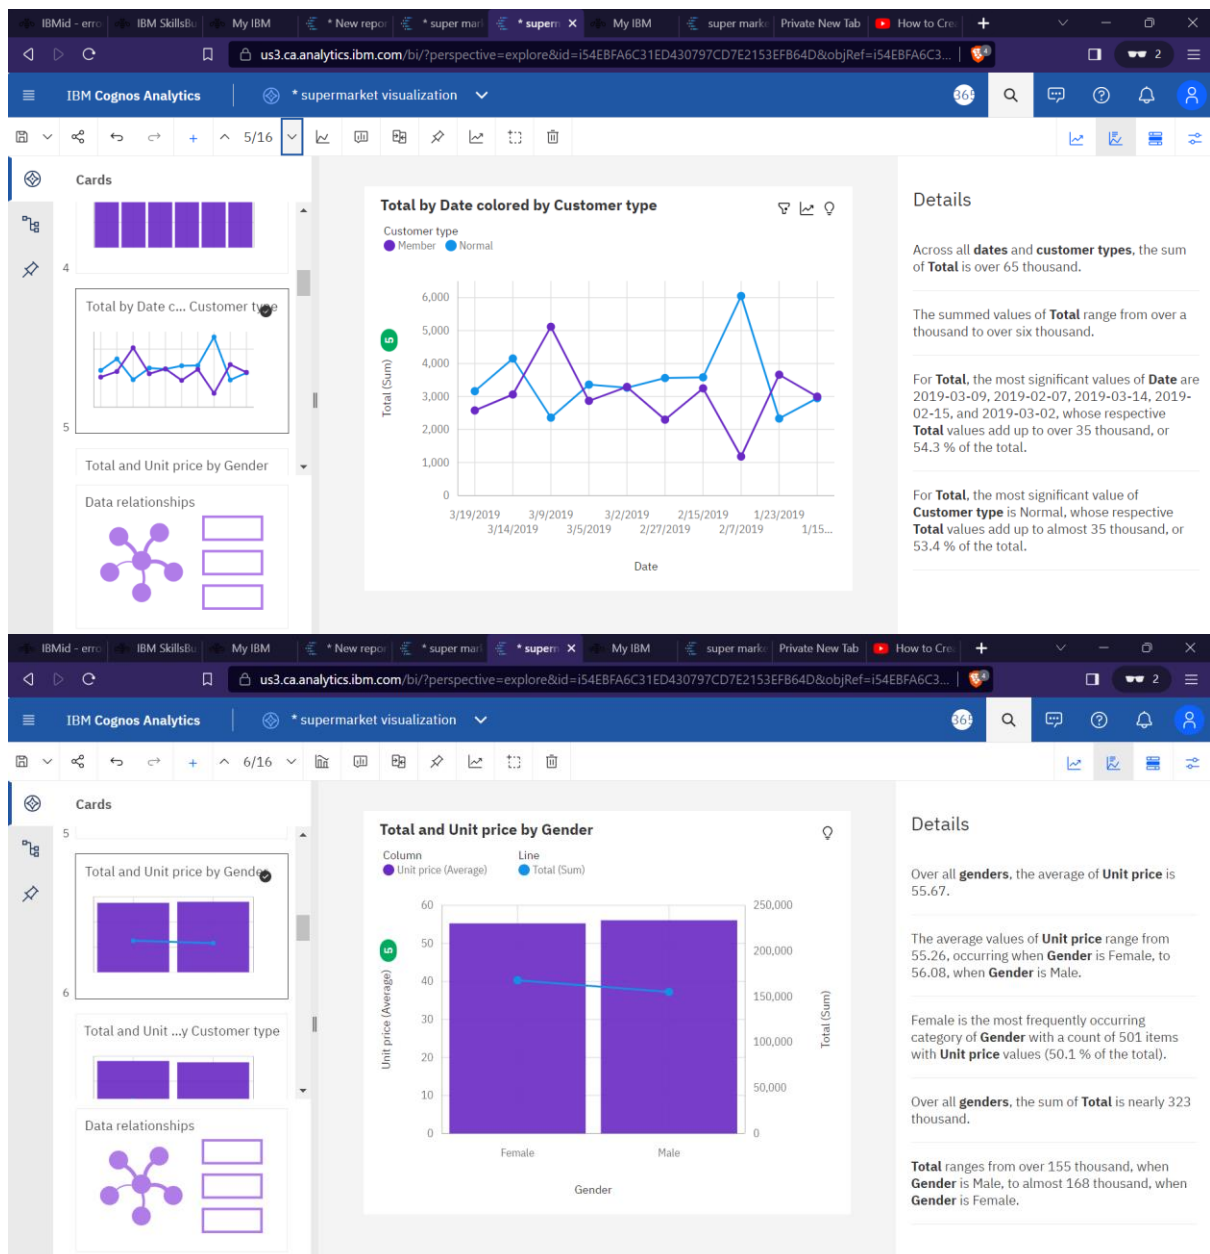 IBMid - erro
IBM SkillsBu
My IBM
* New repo
* super mar
* superm
My IBM
super marke
Private New Tab
How to Cre
us3.ca.analytics.ibm.com/bi/?perspective=explore&id=i54EBFA6C31ED430797CD7E2153EFB64D&objRef=i54EBFA6C3...
4
2
IBM Cognos Analytics
* supermarket visualization
365
5/16
Cards
4
Total by Date c... Customer type
5
Total and Unit price by Gender
Data relationships
Total by Date colored by Customer type
Customer type
Member Normal
6,000
5,000
4,000
3,000
2,000
1,000
0
Total (Sum)
5
3/19/2019 3/9/2019 3/2/2019 2/15/2019 1/23/2019
3/14/2019 3/5/2019 2/27/2019 2/7/2019 1/15...
Date
Details
Across all dates and customer types, the sum
of Total is over 65 thousand.
The summed values of Total range from over a
thousand to over six thousand.
For Total, the most significant values of Date are
2019-03-09, 2019-02-07, 2019-03-14, 2019-
02-15, and 2019-03-02, whose respective
Total values add up to over 35 thousand, or
54.3 % of the total.
For Total, the most significant value of
Customer type is Normal, whose respective
Total values add up to almost 35 thousand, or
53.4 % of the total.
IBMid - erro
IBM SkillsBu
My IBM
* New repo
* super mar
* superm
My IBM
super marke
Private New Tab
How to Cre
us3.ca.analytics.ibm.com/bi/?perspective=explore&id=i54EBFA6C31ED430797CD7E2153EFB64D&objRef=i54EBFA6C3...
4
2
IBM Cognos Analytics
* supermarket visualization
365
6/16
Cards
5
Total and Unit price by Gender
6
Total and Unit ...y Customer type
Data relationships
Total and Unit price by Gender
Column Line
Unit price (Average) Total (Sum)
60
50
40
30
20
10
0
Unit price (Average)
5
250,000
200,000
150,000
100,000
50,000
0
Total (Sum)
Female Male
Gender
Details
Over all genders, the average of Unit price is
55.67.
The average values of Unit price range from
55.26, occurring when Gender is Female, to
56.08, when Gender is Male.
Female is the most frequently occurring
category of Gender with a count of 501 items
with Unit price values (50.1 % of the total).
Over all genders, the sum of Total is nearly 323
thousand.
Total ranges from over 155 thousand, when
Gender is Male, to almost 168 thousand, when
Gender is Female.